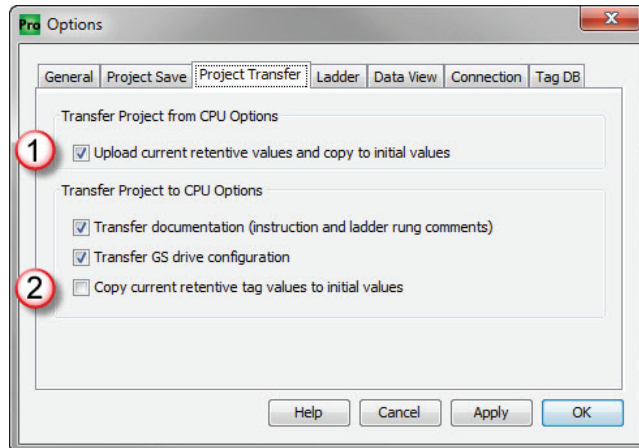 Pro Options
General Project Save Project Transfer Ladder Data View Connection Tag DB
Transfer Project from CPU Options
1 Upload current retentive values and copy to initial values
Transfer Project to CPU Options
Transfer documentation (instruction and ladder rung comments)
Transfer GS drive configuration
2 Copy current retentive tag values to initial values
Help Cancel Apply OK